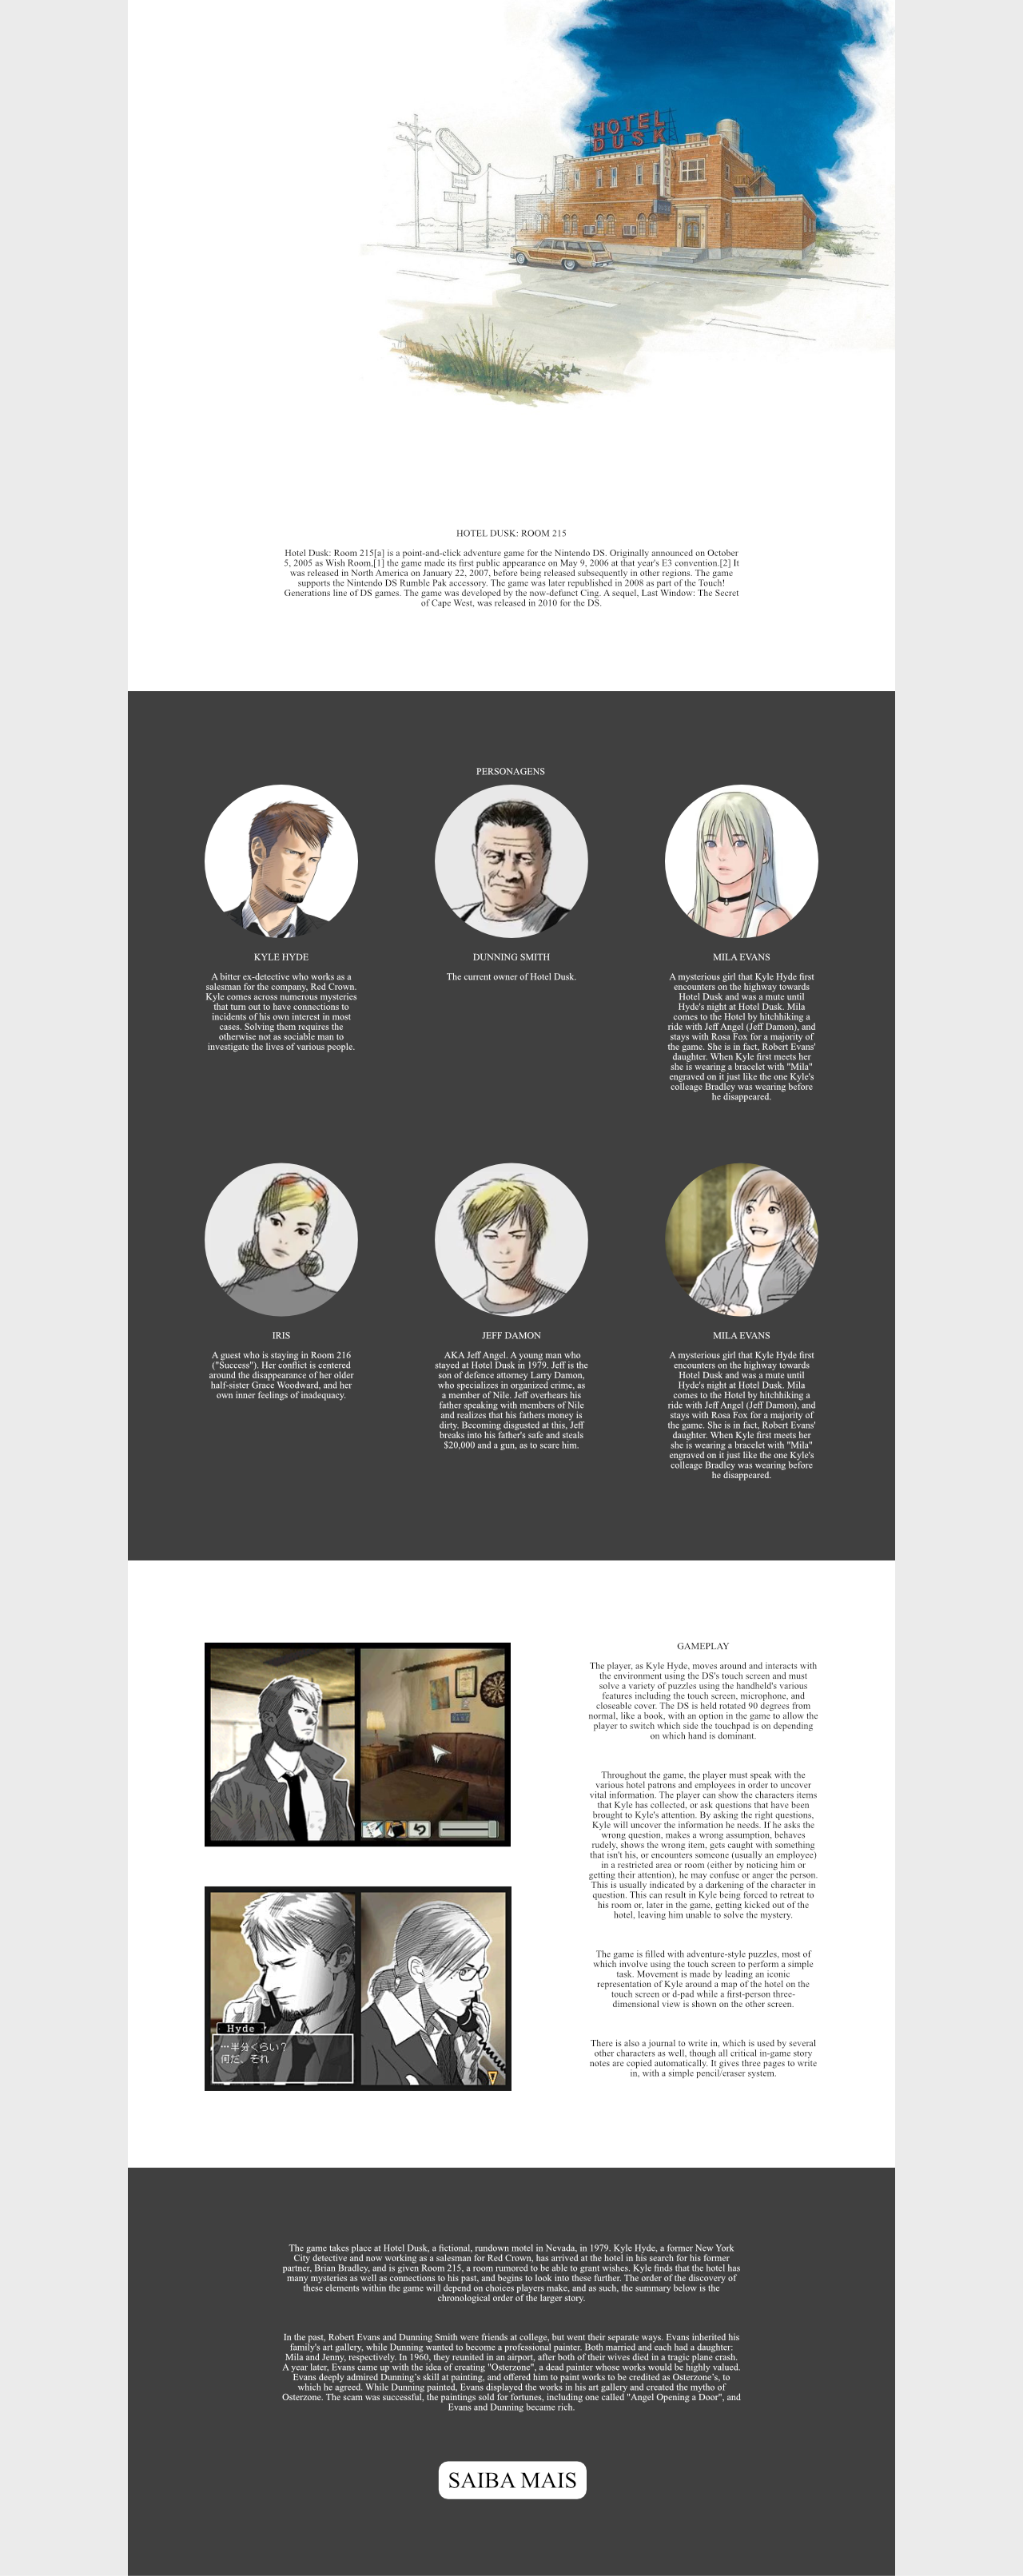 HOTEL
DUSK
HOTEL DUSK: ROOM 215
Hotel Dusk: Room 215[a] is a point-and-click adventure game for the Nintendo DS. Originally announced on October
5, 2005 as Wish Room,[1] the game made its first public appearance on May 9, 2006 at that year's E3 convention.[2] It
was released in North America on January 22, 2007, before being released subsequently in other regions. The game
supports the Nintendo DS Rumble Pak accessory. The game was later republished in 2008 as part of the Touch!
Generations line of DS games. The game was developed by the now-defunct Cing. A sequel, Last Window: The Secret
of Cape West, was released in 2010 for the DS.
PERSONAGENS
KYLE HYDE
A bitter ex-detective who works as a
salesman for the company, Red Crown.
Kyle comes across numerous mysteries
that turn out to have connections to
incidents of his own interest in most
cases. Solving them requires the
otherwise not as sociable man to
investigate the lives of various people.
DUNNING SMITH
The current owner of Hotel Dusk.
MILA EVANS
A mysterious girl that Kyle Hyde first
encounters on the highway towards
Hotel Dusk and was a mute until
Hyde's night at Hotel Dusk. Mila
comes to the Hotel by hitchhiking a
ride with Jeff Angel (Jeff Damon), and
stays with Rosa Fox for a majority of
the game. She is in fact, Robert Evans'
daughter. When Kyle first meets her
she is wearing a bracelet with "Mila"
engraved on it just like the one Kyle's
colleage Bradley was wearing before
he disappeared.
IRIS
A guest who is staying in Room 216
("Success"). Her conflict is centered
around the disappearance of her older
half-sister Grace Woodward, and her
own inner feelings of inadequacy.
JEFF DAMON
AKA Jeff Angel. A young man who
stayed at Hotel Dusk in 1979. Jeff is the
son of defence attorney Larry Damon,
who specializes in organized crime, as
a member of Nile. Jeff overhears his
father speaking with members of Nile
and realizes that his fathers money is
dirty. Becoming disgusted at this, Jeff
breaks into his father's safe and steals
$20,000 and a gun, as to scare him.
MILA EVANS
A mysterious girl that Kyle Hyde first
encounters on the highway towards
Hotel Dusk and was a mute until
Hyde's night at Hotel Dusk. Mila
comes to the Hotel by hitchhiking a
ride with Jeff Angel (Jeff Damon), and
stays with Rosa Fox for a majority of
the game. She is in fact, Robert Evans'
daughter. When Kyle first meets her
she is wearing a bracelet with "Mila"
engraved on it just like the one Kyle's
colleage Bradley was wearing before
he disappeared.
Hyde
…半分くらい？
何だ、それ
GAMEPLAY
The player, as Kyle Hyde, moves around and interacts with
the environment using the DS's touch screen and must
solve a variety of puzzles using the handheld's various
features including the touch screen, microphone, and
closeable cover. The DS is held rotated 90 degrees from
normal, like a book, with an option in the game to allow the
player to switch which side the touchpad is on depending
on which hand is dominant.
Throughout the game, the player must speak with the
various hotel patrons and employees in order to uncover
vital information. The player can show the characters items
that Kyle has collected, or ask questions that have been
brought to Kyle's attention. By asking the right questions,
Kyle will uncover the information he needs. If he asks the
wrong question, makes a wrong assumption, behaves
rudely, shows the wrong item, gets caught with something
that isn't his, or encounters someone (usually an employee)
in a restricted area or room (either by noticing him or
getting their attention), he may confuse or anger the person.
This is usually indicated by a darkening of the character in
question. This can result in Kyle being forced to retreat to
his room or, later in the game, getting kicked out of the
hotel, leaving him unable to solve the mystery.
The game is filled with adventure-style puzzles, most of
which involve using the touch screen to perform a simple
task. Movement is made by leading an iconic
representation of Kyle around a map of the hotel on the
touch screen or d-pad while a first-person three-
dimensional view is shown on the other screen.
There is also a journal to write in, which is used by several
other characters as well, though all critical in-game story
notes are copied automatically. It gives three pages to write
in, with a simple pencil/eraser system.
The game takes place at Hotel Dusk, a fictional, rundown motel in Nevada, in 1979. Kyle Hyde, a former New York
City detective and now working as a salesman for Red Crown, has arrived at the hotel in his search for his former
partner, Brian Bradley, and is given Room 215, a room rumored to be able to grant wishes. Kyle finds that the hotel has
many mysteries as well as connections to his past, and begins to look into these further. The order of the discovery of
these elements within the game will depend on choices players make, and as such, the summary below is the
chronological order of the larger story.
In the past, Robert Evans and Dunning Smith were friends at college, but went their separate ways. Evans inherited his
family's art gallery, while Dunning wanted to become a professional painter. Both married and each had a daughter:
Mila and Jenny, respectively. In 1960, they reunited in an airport, after both of their wives died in a tragic plane crash.
A year later, Evans came up with the idea of creating "Osterzone", a dead painter whose works would be highly valued.
Evans deeply admired Dunning's skill at painting, and offered him to paint works to be credited as Osterzone's, to
which he agreed. While Dunning painted, Evans displayed the works in his art gallery and created the mytho of
Osterzone. The scam was successful, the paintings sold for fortunes, including one called "Angel Opening a Door", and
Evans and Dunning became rich.
SAIBA MAIS